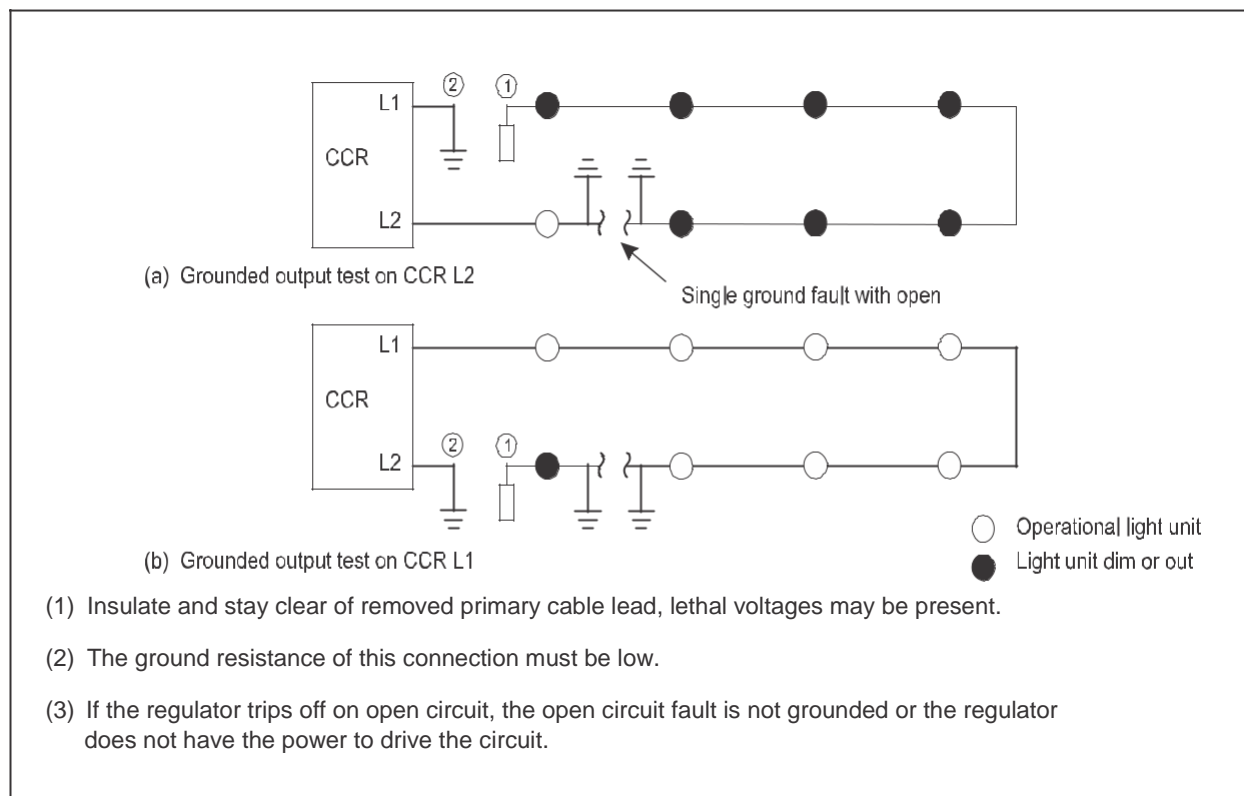 ② ①
L1
CCR
L2
(a) Grounded output test on CCR L2
Single ground fault with open
L1
CCR
② ①
L2
Operational light unit
(b) Grounded output test on CCR L1
Light unit dim or out
(1) Insulate and stay clear of removed primary cable lead, lethal voltages may be present.
(2) The ground resistance of this connection must be low.
(3) If the regulator trips off on open circuit, the open circuit fault is not grounded or the regulator
does not have the power to drive the circuit.